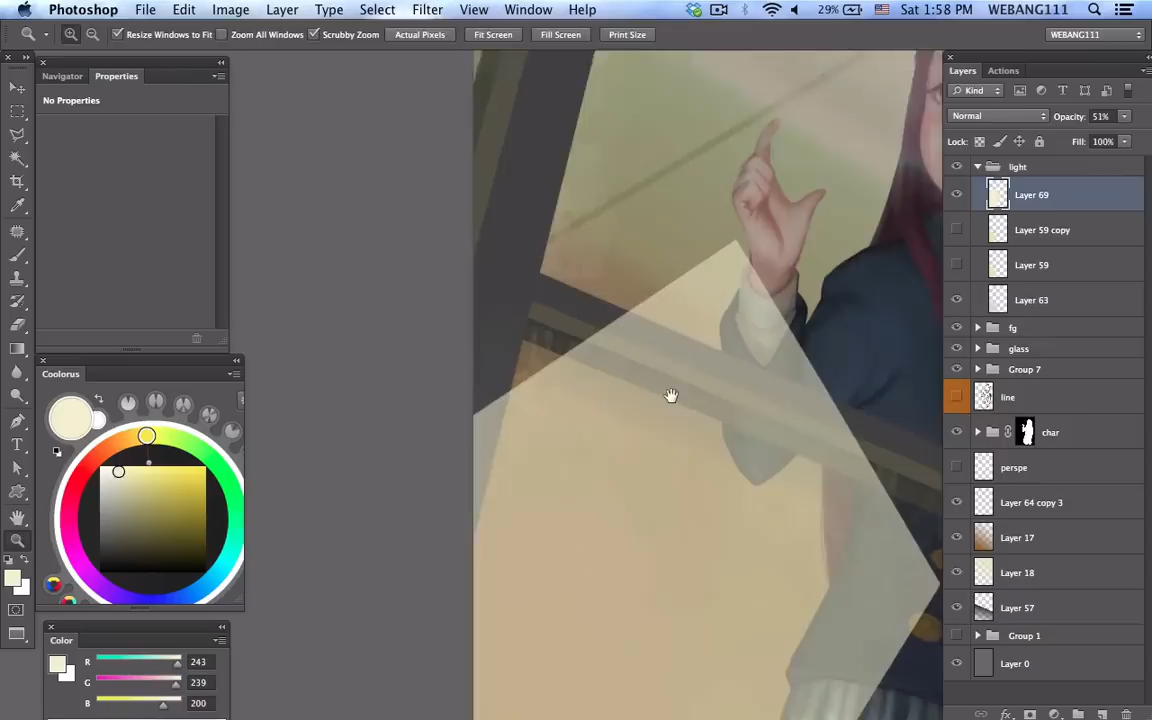 Photoshop File Edit Image Layer Type Select Filter View Window Help 29% Sat 1:58 PM WEBANG111
Resize Windows to Fit Zoom All Windows Scrubby Zoom Actual Pixels Fit Screen Fill Screen Print Size WEBANG111
Navigator Properties
No Properties
Coolorus
Color
R 243
G 239
B 200
Layers Actions
Kind
Normal Opacity: 51%
Lock: Fill: 100%
light
Layer 69
Layer 59 copy
Layer 59
Layer 63
fg
glass
Group 7
line
char
perspe
Layer 64 copy 3
Layer 17
Layer 18
Layer 57
Group 1
Layer 0